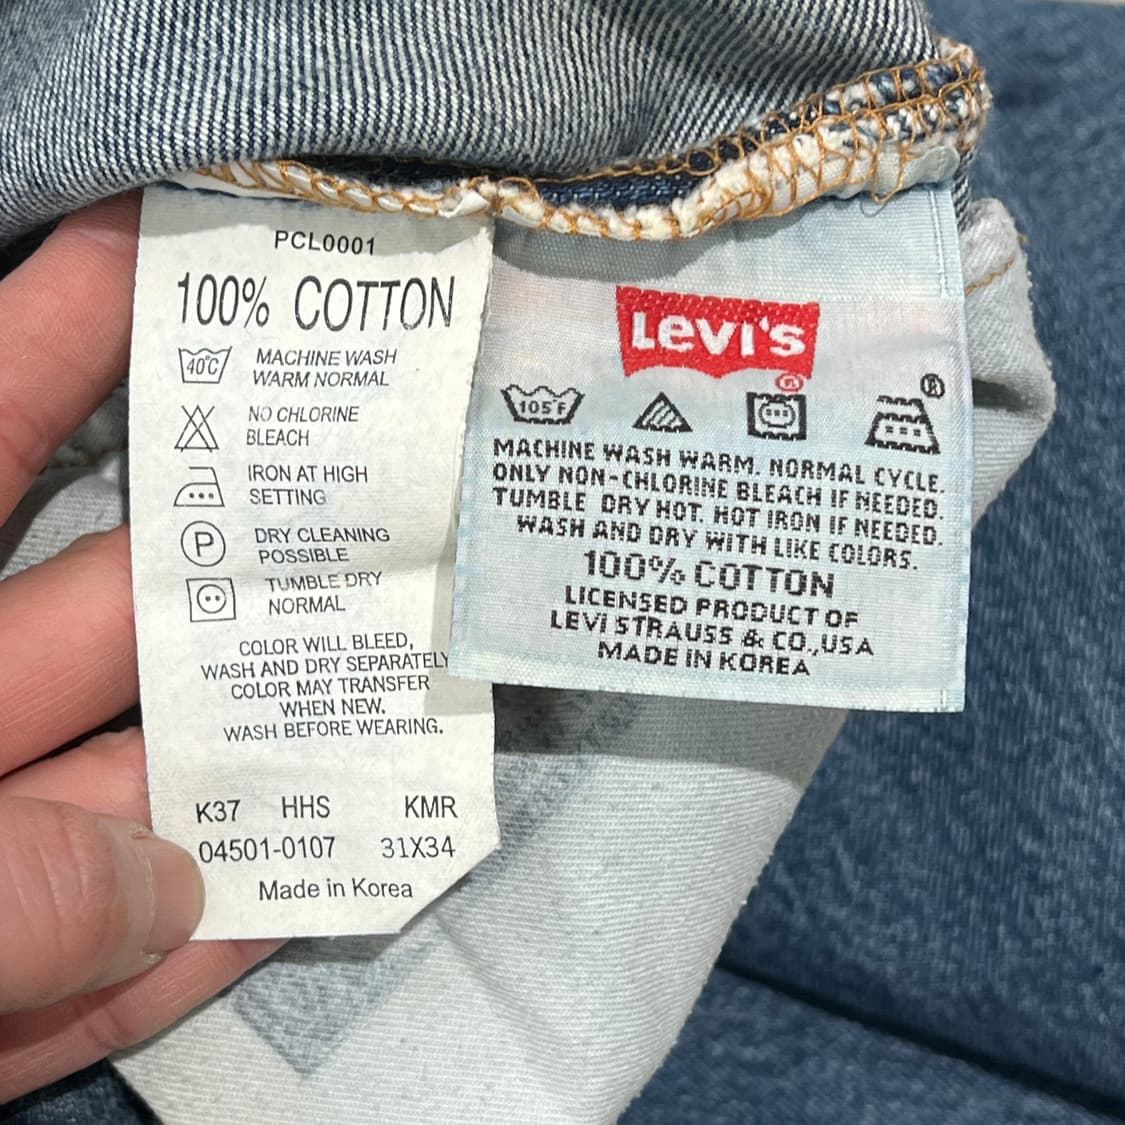 PCL0001
100% COTTON
40°C
MACHINE WASH
WARM NORMAL
NO CHLORINE
BLEACH
IRON AT HIGH
SETTING
P
DRY CLEANING
POSSIBLE
TUMBLE DRY
NORMAL
COLOR WILL BLEED,
WASH AND DRY SEPARATELY
COLOR MAY TRANSFER
WHEN NEW.
WASH BEFORE WEARING.
K37 HHS KMR
04501-0107 31X34
Made in Korea
Levi's
®
®
105°F
MACHINE WASH WARM. NORMAL CYCLE.
ONLY NON-CHLORINE BLEACH IF NEEDED.
TUMBLE DRY HOT. HOT IRON IF NEEDED.
WASH AND DRY WITH LIKE COLORS.
100% COTTON
LICENSED PRODUCT OF
LEVI STRAUSS & CO.,USA
MADE IN KOREA